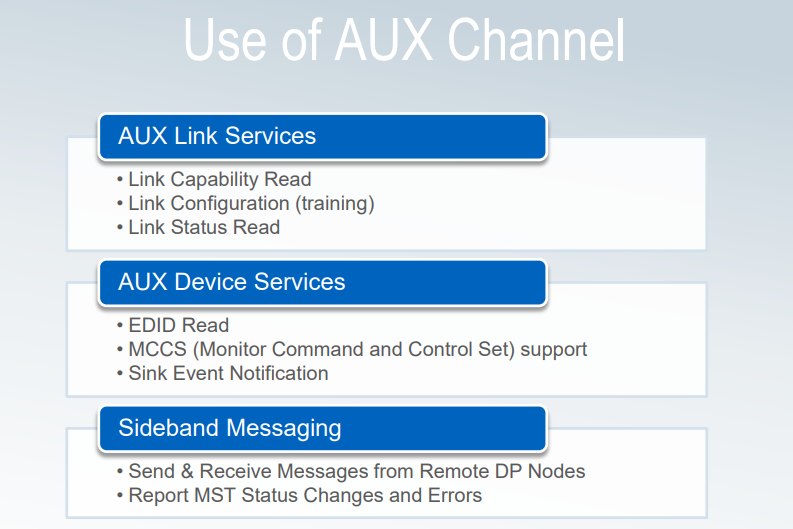 Use of AUX Channel
AUX Link Services
• Link Capability Read
• Link Configuration (training)
• Link Status Read
AUX Device Services
• EDID Read
• MCCS (Monitor Command and Control Set) support
• Sink Event Notification
Sideband Messaging
• Send & Receive Messages from Remote DP Nodes
• Report MST Status Changes and Errors